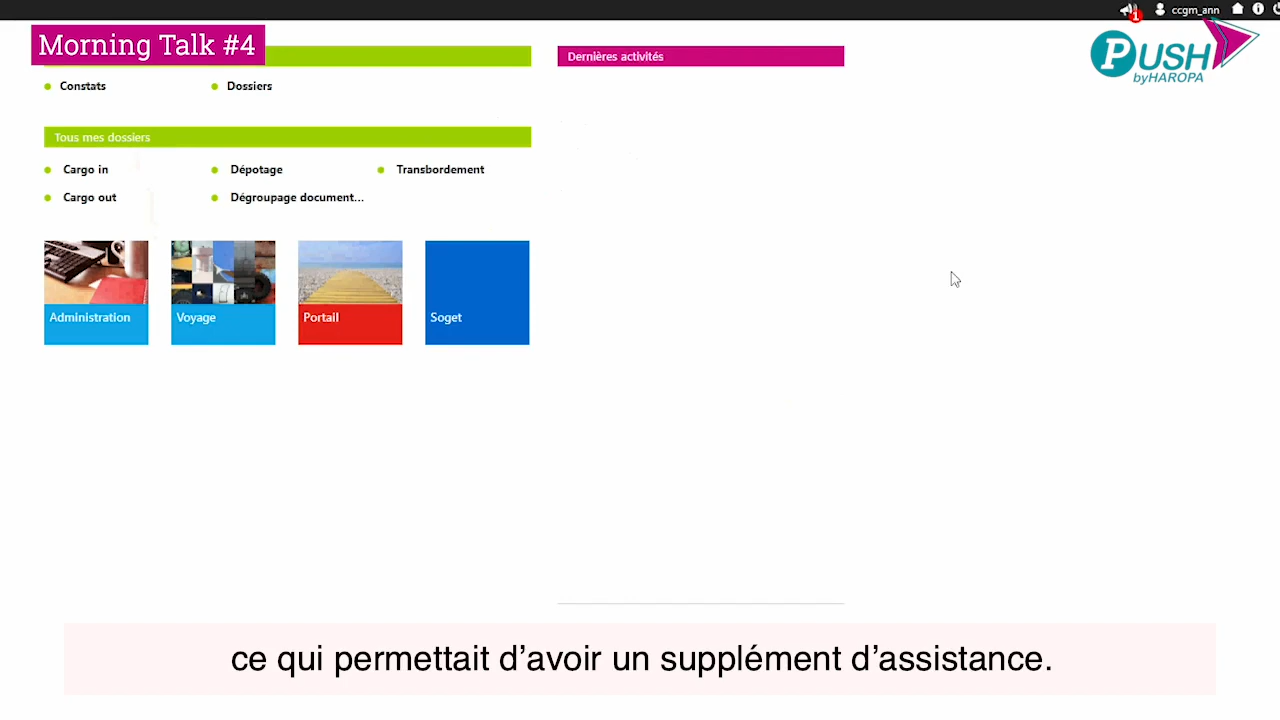 1
ccgm_ann
Morning Talk #4
Dernières activités
PUSH
byHAROPA
Constats
Dossiers
Tous mes dossiers
Cargo in
Dépotage
Transbordement
Cargo out
Dégroupage document...
Administration
Voyage
Portail
Soget
ce qui permettait d’avoir un supplément d’assistance.